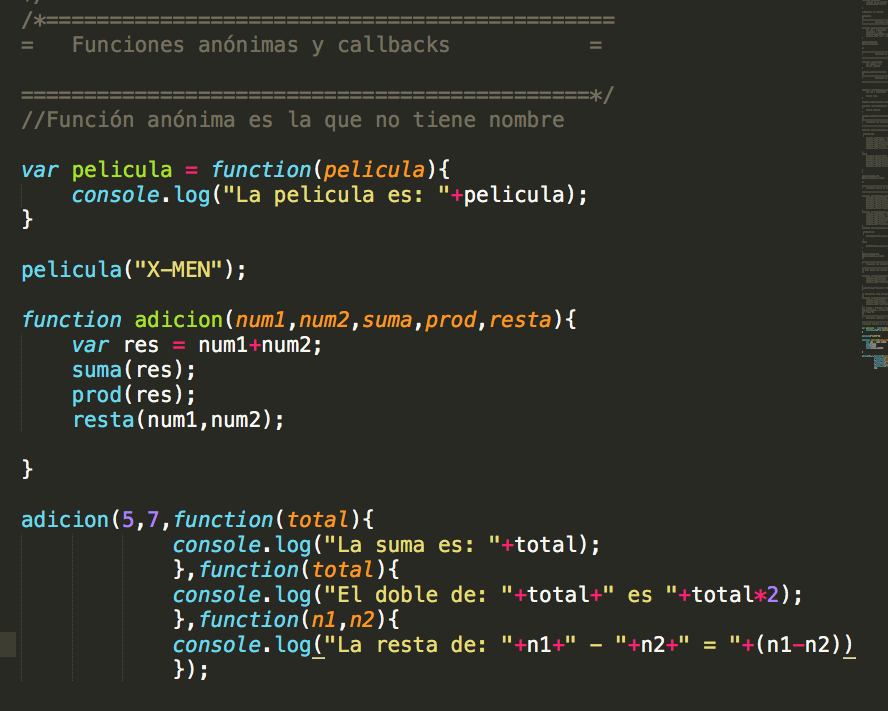 */
/*=============================================
=   Funciones anónimas y callbacks           =
=============================================*/
//Función anónima es la que no tiene nombre
var pelicula = function(pelicula){
    console.log("La pelicula es: "+pelicula);
}
pelicula("X-MEN");
function adicion(num1,num2,suma,prod,resta){
    var res = num1+num2;
    suma(res);
    prod(res);
    resta(num1,num2);
}
adicion(5,7,function(total){
            console.log("La suma es: "+total);
            },function(total){
            console.log("El doble de: "+total+" es "+total*2);
            },function(n1,n2){
            console.log("La resta de: "+n1+" - "+n2+" = "+(n1-n2))
            });